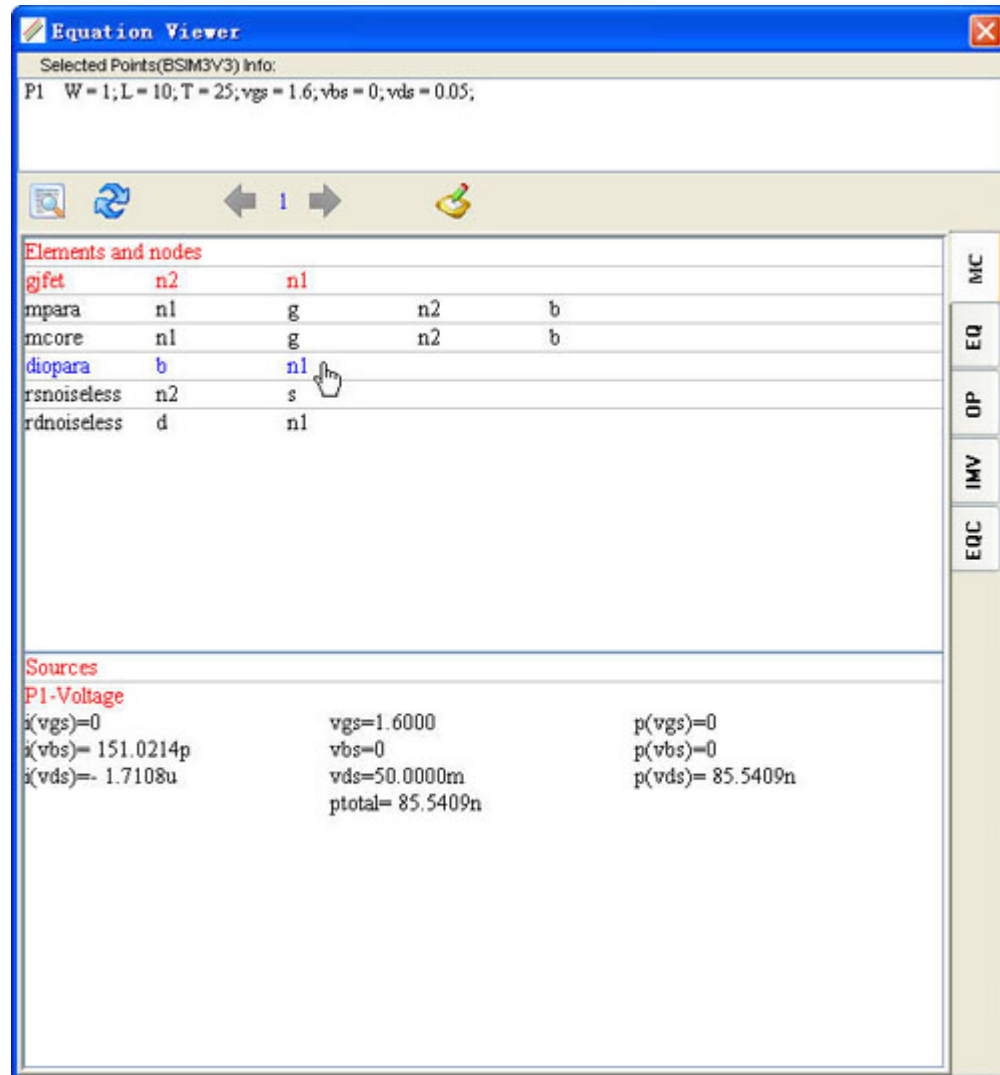 Equation Viewer
Selected Points(BSIM3V3) Info:
P1 W = 1; L = 10; T = 25; vgs = 1.6; vbs = 0; vds = 0.05;
1
Elements and nodes
gjfet n2 n1
mpara n1 g n2 b
mcore n1 g n2 b
diopara b n1
rsnoiseless n2 s
rdnoiseless d n1
MC
EQ
OP
IMV
EQC
Sources
P1-Voltage
i(vgs)=0 vgs=1.6000 p(vgs)=0
i(vbs)= 151.0214p vbs=0 p(vbs)=0
i(vds)=- 1.7108u vds=50.0000m p(vds)= 85.5409n
ptotal= 85.5409n